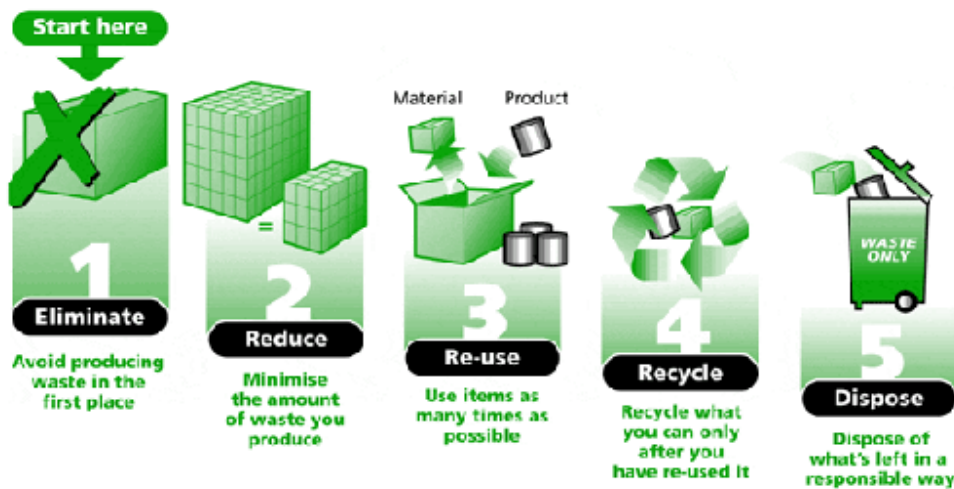 Start here
1
Eliminate
Avoid producing
waste in the
first place
2
=
Reduce
Minimise
the amount
of waste you
produce
Material
Product
3
Re-use
Use items as
many times as
possible
4
Recycle
Recycle what
you can only
after you
have re-used it
WASTE
ONLY
5
Dispose
Dispose of
what's left in a
responsible way